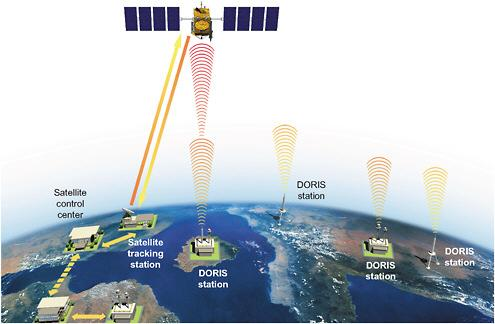 Satellite
control
center
Satellite
tracking
station
DORIS
station
DORIS
station
DORIS
station
DORIS
station